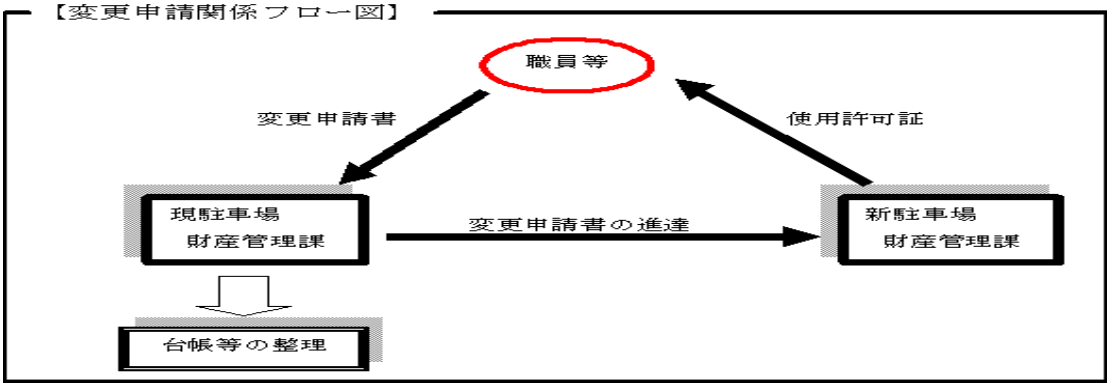 【変更申請関係フロー図】
職員等
変更申請書
使用許可証
現駐車場
財産管理課
変更申請書の進達
新駐車場
財産管理課
台帳等の整理